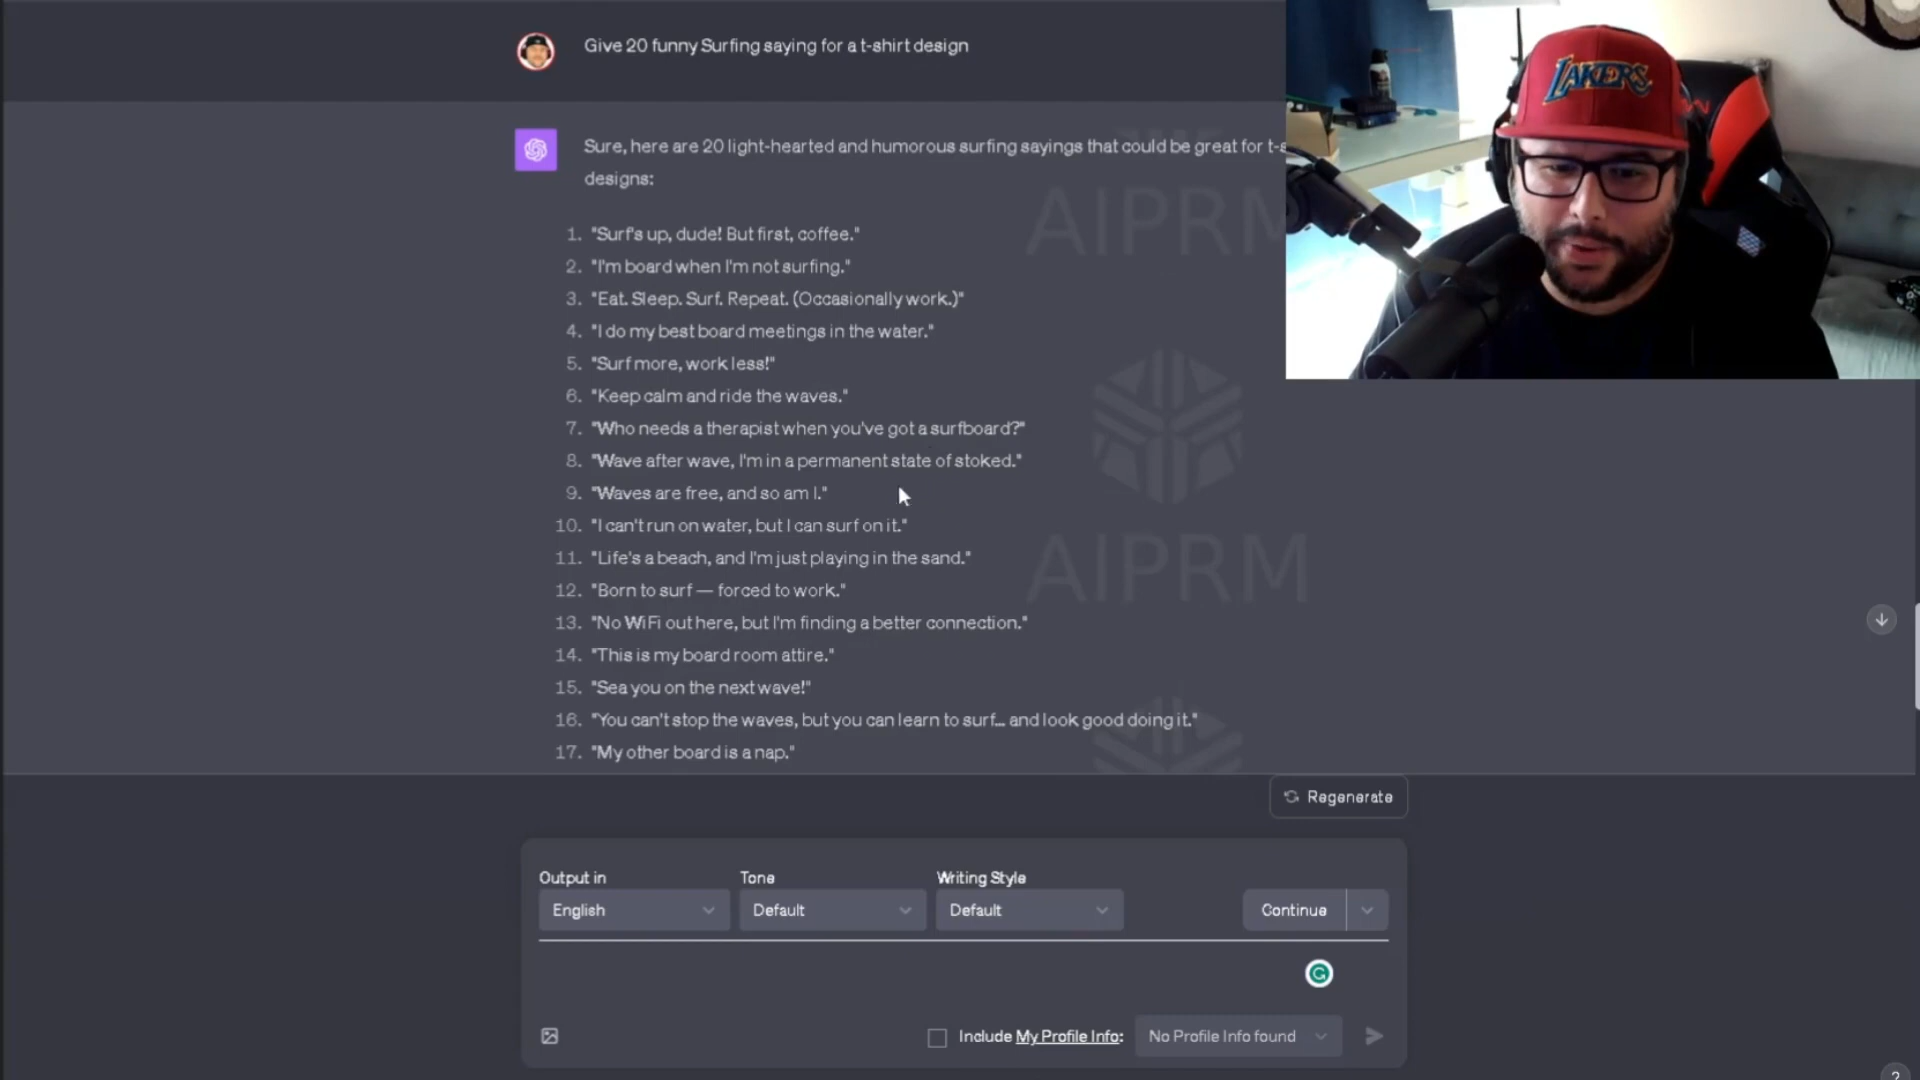 Give 20 funny Surfing saying for a t-shirt design
LAKERS
Sure, here are 20 light-hearted and humorous surfing sayings that could be great for t-s
designs:
AIPRM
1. "Surf's up, dude! But first, coffee."
2. "I'm board when I'm not surfing."
3. "Eat. Sleep. Surf. Repeat. (Occasionally work.)"
4. "I do my best board meetings in the water."
5. "Surf more, work less!"
6. "Keep calm and ride the waves."
7. "Who needs a therapist when you've got a surfboard?"
8. "Wave after wave, I'm in a permanent state of stoked."
9. "Waves are free, and so am I."
10. "I can't run on water, but I can surf on it."
11. "Life's a beach, and I'm just playing in the sand."
AIPRM
12. "Born to surf — forced to work."
13. "No WiFi out here, but I'm finding a better connection."
14. "This is my board room attire."
15. "Sea you on the next wave!"
16. "You can't stop the waves, but you can learn to surf... and look good doing it."
17. "My other board is a nap."
Regenerate
Output in Tone Writing Style
English Default Default Continue
Include My Profile Info: No Profile Info found
?